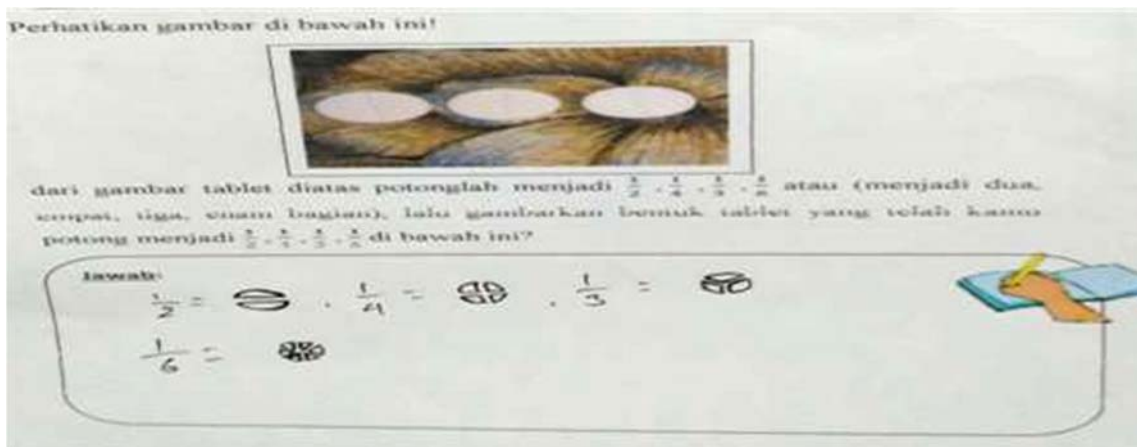 Perhatikan gambar di bawah ini!
dari gambar tablet diatas potonglah menjadi 1/2, 1/4, 1/3, 1/6 atau (menjadi dua,
empat, tiga, enam bagian), lalu gambarkan bentuk tablet yang telah kamu
potong menjadi 1/2, 1/4, 1/3, 1/6 di bawah ini?
Jawab:
1/2 = , 1/4 = , 1/3 =
1/6 =